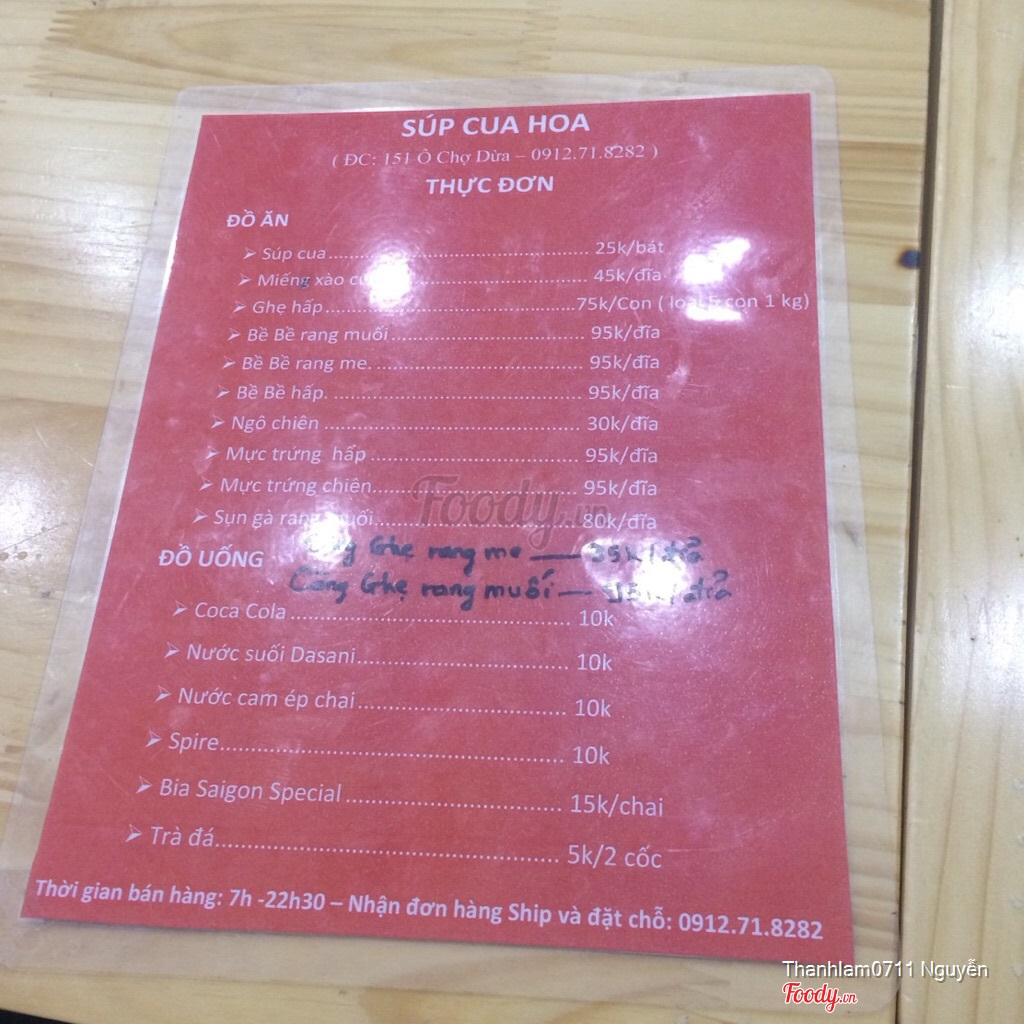 SÚP CUA HOA
( ĐC: 151 Ô Chợ Dừa – 0912.71.8282 )
THỰC ĐƠN
ĐỒ ĂN
➢ Súp cua........ 25k/bát
➢ Miếng xào ........ 45k/đĩa
➢ Ghẹ hấp........75k/Con ( loại 5 con 1 kg)
➢ Bề Bề rang muối........ 95k/đĩa
➢ Bề Bề rang me........ 95k/đĩa
➢ Bề Bề hấp........ 95k/đĩa
➢ Ngô chiên ........ 30k/đĩa
➢ Mực trứng hấp ........ 95k/đĩa
➢ Mực trứng chiên........ 95k/đĩa
➢ Sụn gà rang muối........ 80k/đĩa
Ghẹ rang me — 35k/đĩa
ĐỒ UỐNG
Càng Ghẹ rang muối —
➢ Coca Cola ........ 10k
➢ Nước suối Dasani........ 10k
➢ Nước cam ép chai........ 10k
➢ Spire........ 10k
➢ Bia Saigon Special ........ 15k/chai
➢ Trà đá........ 5k/2 cốc
Thời gian bán hàng: 7h -22h30 – Nhận đơn hàng Ship và đặt chỗ: 0912.71.8282
Foody.vn
Thanhlam0711 Nguyễn
Foody.vn